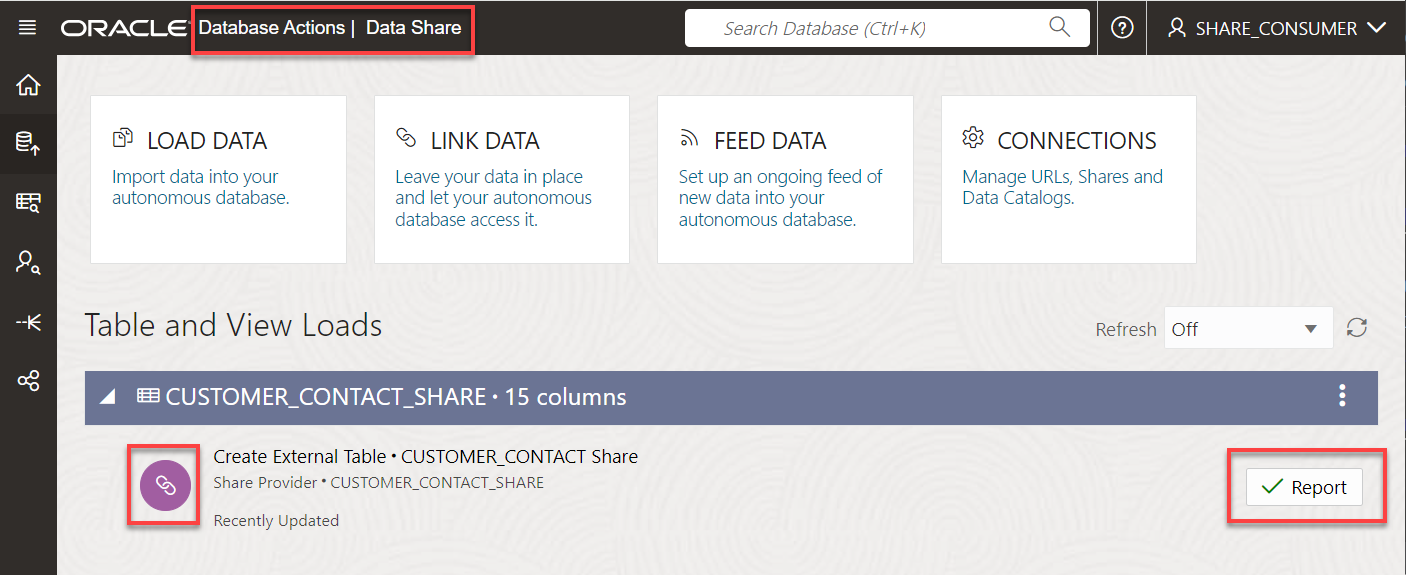 ORACLE Database Actions | Data Share
Search Database (Ctrl+K)
SHARE_CONSUMER
LOAD DATA
Import data into your
autonomous database.
LINK DATA
Leave your data in place
and let your autonomous
database access it.
FEED DATA
Set up an ongoing feed of
new data into your
autonomous database.
CONNECTIONS
Manage URLs, Shares and
Data Catalogs.
Table and View Loads
Refresh Off
CUSTOMER_CONTACT_SHARE • 15 columns
Create External Table • CUSTOMER_CONTACT Share
Share Provider • CUSTOMER_CONTACT_SHARE
Recently Updated
Report